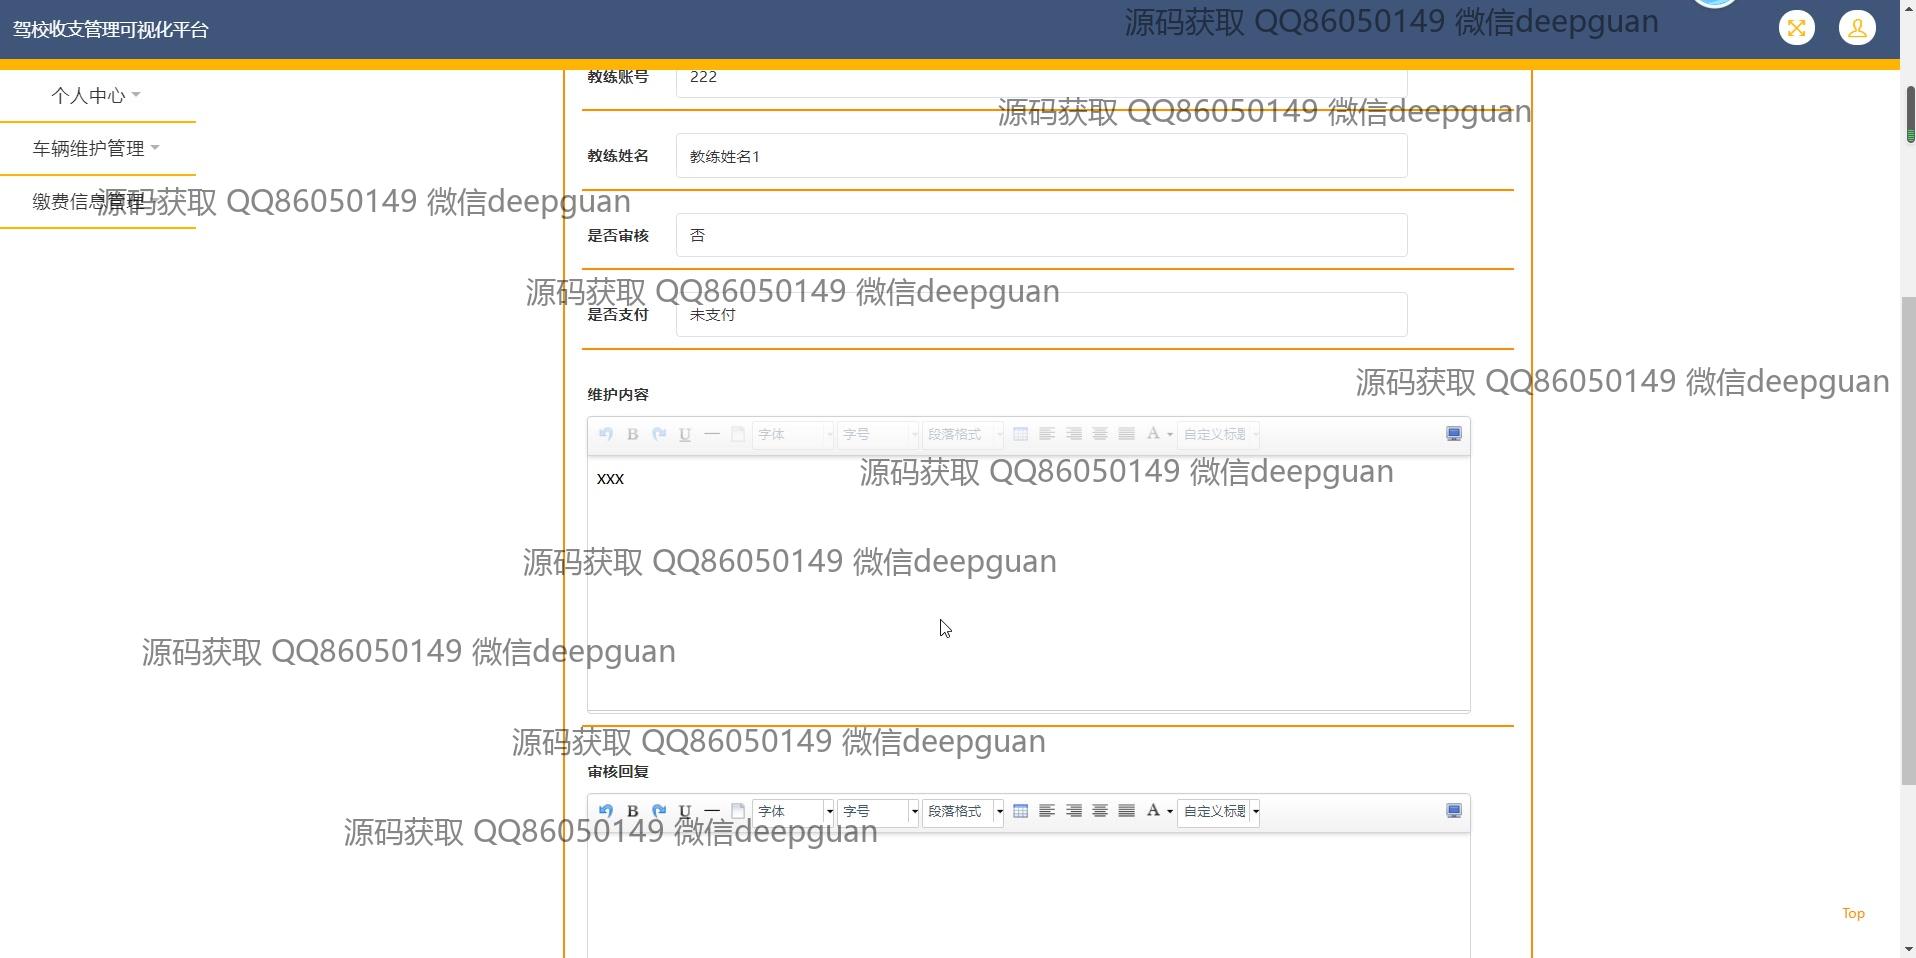 驾校收支管理可视化平台
源码获取 QQ86050149 微信deepguan
个人中心
车辆维护管理
缴费信息管理
教练账号 222
源码获取 QQ86050149 微信deepguan
教练姓名 教练姓名1
源码获取 QQ86050149 微信deepguan
是否审核 否
源码获取 QQ86050149 微信deepguan
是否支付 未支付
源码获取 QQ86050149 微信deepguan
维护内容
B U 字体 字号 段落格式 A 自定义标题
xxx
源码获取 QQ86050149 微信deepguan
源码获取 QQ86050149 微信deepguan
源码获取 QQ86050149 微信deepguan
源码获取 QQ86050149 微信deepguan
审核回复
B U 字体 字号 段落格式 A 自定义标题
源码获取 QQ86050149 微信deepguan
Top